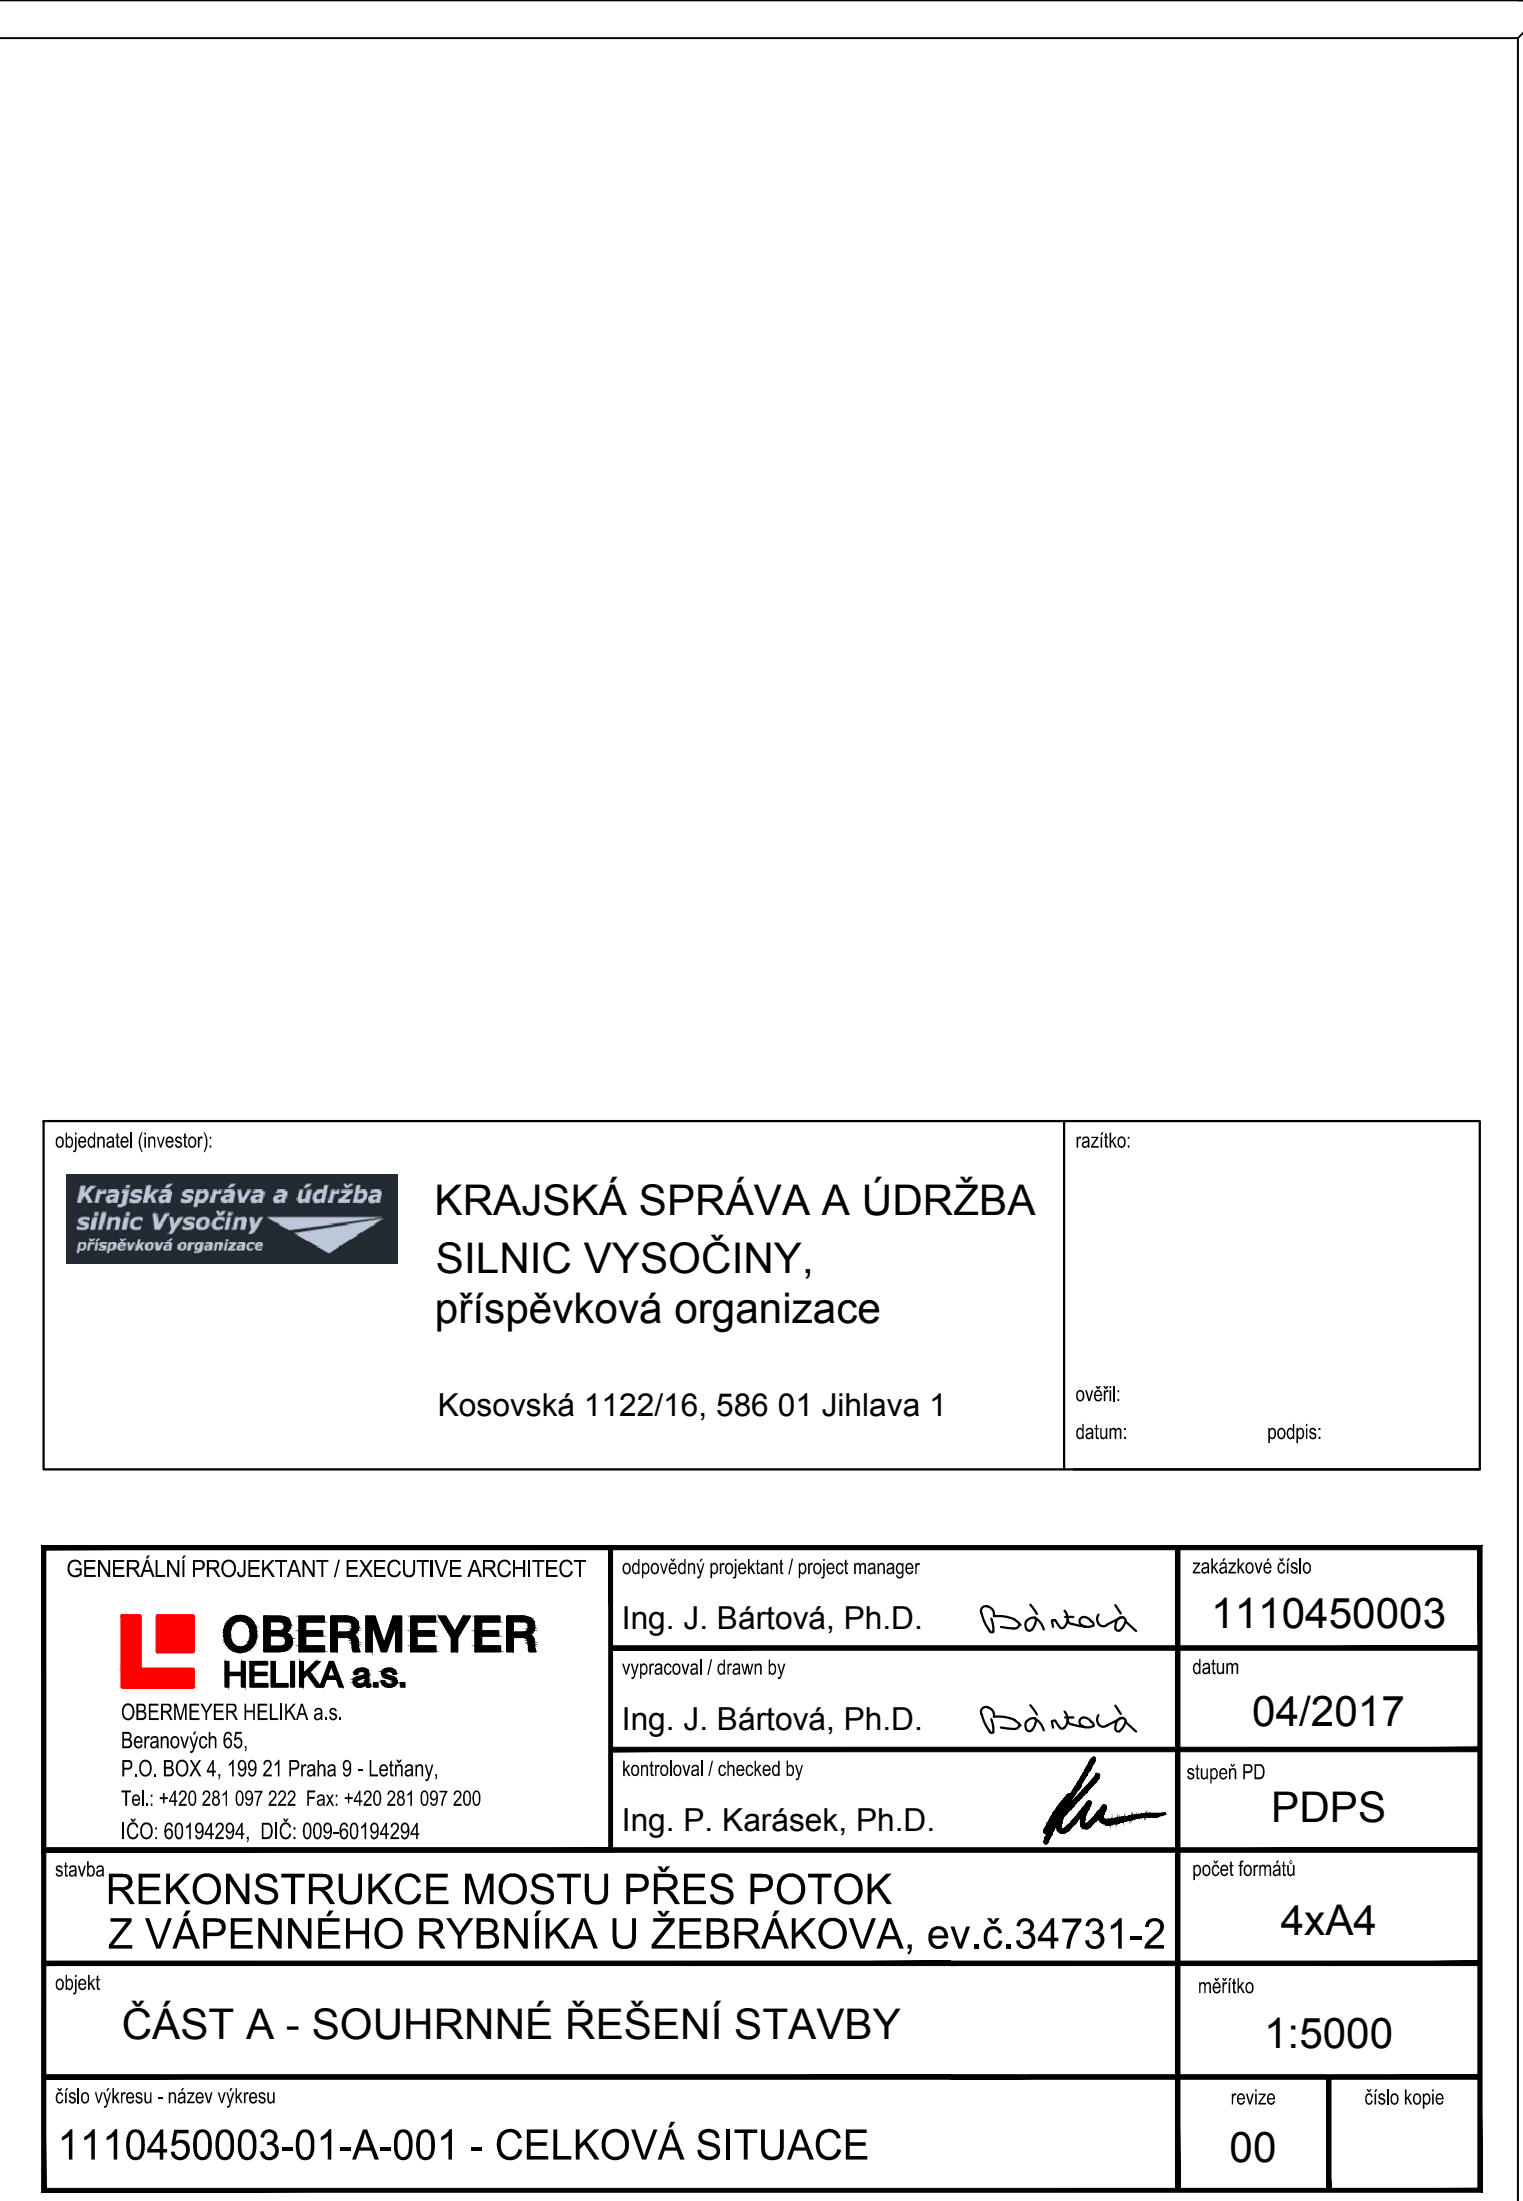 objednatel (investor):
Krajská správa a údržba
silnic Vysočiny
příspěvková organizace
KRAJSKÁ SPRÁVA A ÚDRŽBA
SILNIC VYSOČINY,
příspěvková organizace
Kosovská 1122/16, 586 01 Jihlava 1
razítko:
ověřil:
datum: podpis:
GENERÁLNÍ PROJEKTANT / EXECUTIVE ARCHITECT
OBERMEYER
HELIKA a.s.
OBERMEYER HELIKA a.s.
Beranových 65,
P.O. BOX 4, 199 21 Praha 9 - Letňany,
Tel.: +420 281 097 222 Fax: +420 281 097 200
IČO: 60194294, DIČ: 009-60194294
odpovědný projektant / project manager
Ing. J. Bártová, Ph.D. Bártová
vypracoval / drawn by
Ing. J. Bártová, Ph.D. Bártová
kontroloval / checked by
Ing. P. Karásek, Ph.D.
zakázkové číslo
1110450003
datum
04/2017
stupeň PD
PDPS
stavba
REKONSTRUKCE MOSTU PŘES POTOK
Z VÁPENNÉHO RYBNÍKA U ŽEBRÁKOVA, ev.č.34731-2
počet formátů
4xA4
objekt
ČÁST A - SOUHRNNÉ ŘEŠENÍ STAVBY
měřítko
1:5000
číslo výkresu - název výkresu
1110450003-01-A-001 - CELKOVÁ SITUACE
revize
00
číslo kopie